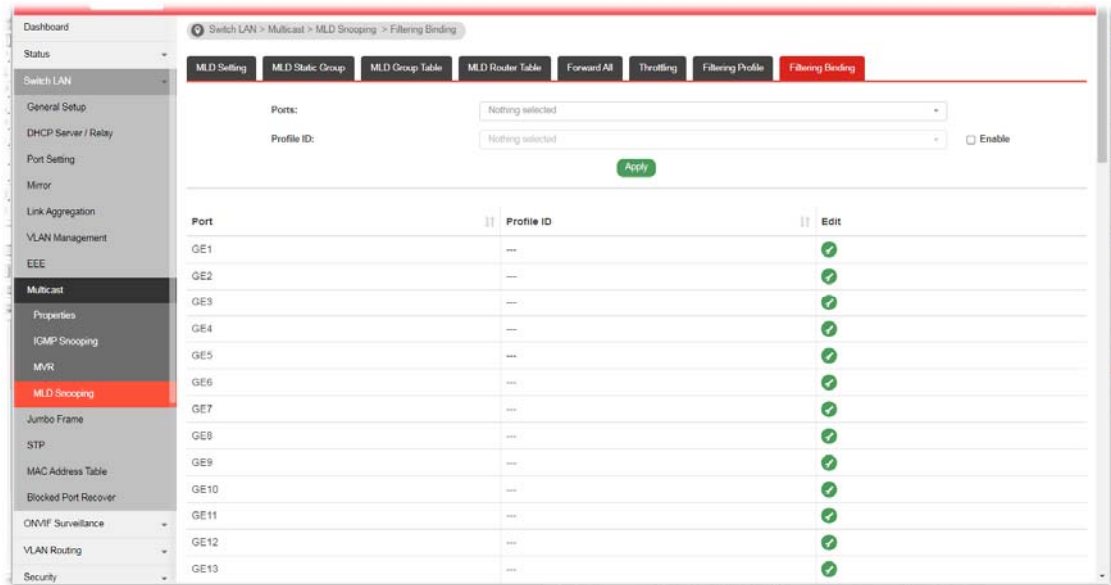 Dashboard
Status
Switch LAN
General Setup
DHCP Server / Relay
Port Setting
Mirror
Link Aggregation
VLAN Management
EEE
Multicast
Properties
IGMP Snooping
MVR
MLD Snooping
Jumbo Frame
STP
MAC Address Table
Blocked Port Recover
ONVIF Surveillance
VLAN Routing
Security
Switch LAN > Multicast > MLD Snooping > Filtering Binding
MLD Setting MLD Static Group MLD Group Table MLD Router Table Forward All Throttling Filtering Profile Filtering Binding
Ports: Nothing selected
Profile ID: Nothing selected Enable
Apply
Port Profile ID Edit
GE1 ---
GE2 ---
GE3 ---
GE4 ---
GE5 ---
GE6 ---
GE7 ---
GE8 ---
GE9 ---
GE10 ---
GE11 ---
GE12 ---
GE13 ---